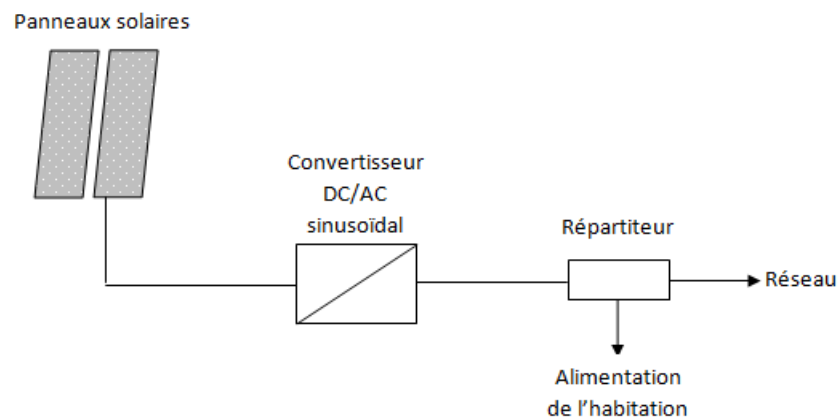 Panneaux solaires
Convertisseur
DC/AC
sinusoïdal
Répartiteur
Réseau
Alimentation
de l'habitation